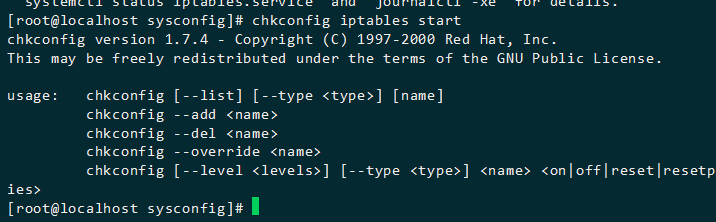 "systemctl status iptables.service" and "journalctl -xe" for details.
[root@localhost sysconfig]# chkconfig iptables start
chkconfig version 1.7.4 - Copyright (C) 1997-2000 Red Hat, Inc.
This may be freely redistributed under the terms of the GNU Public License.
usage:   chkconfig [--list] [--type <type>] [name]
         chkconfig --add <name>
         chkconfig --del <name>
         chkconfig --override <name>
         chkconfig [--level <levels>] [--type <type>] <name> <on|off|reset|resetp
ies>
[root@localhost sysconfig]#